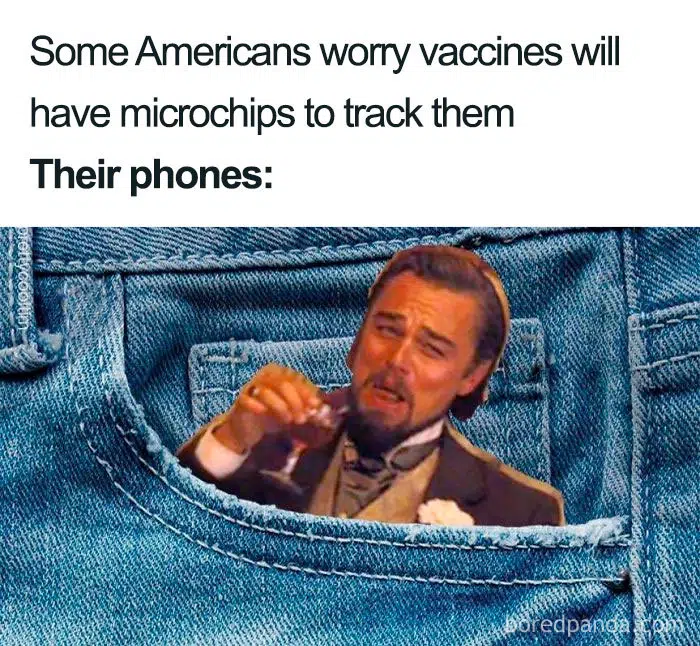 Some Americans worry vaccines will
have microchips to track them
Their phones:
boredpanda.com